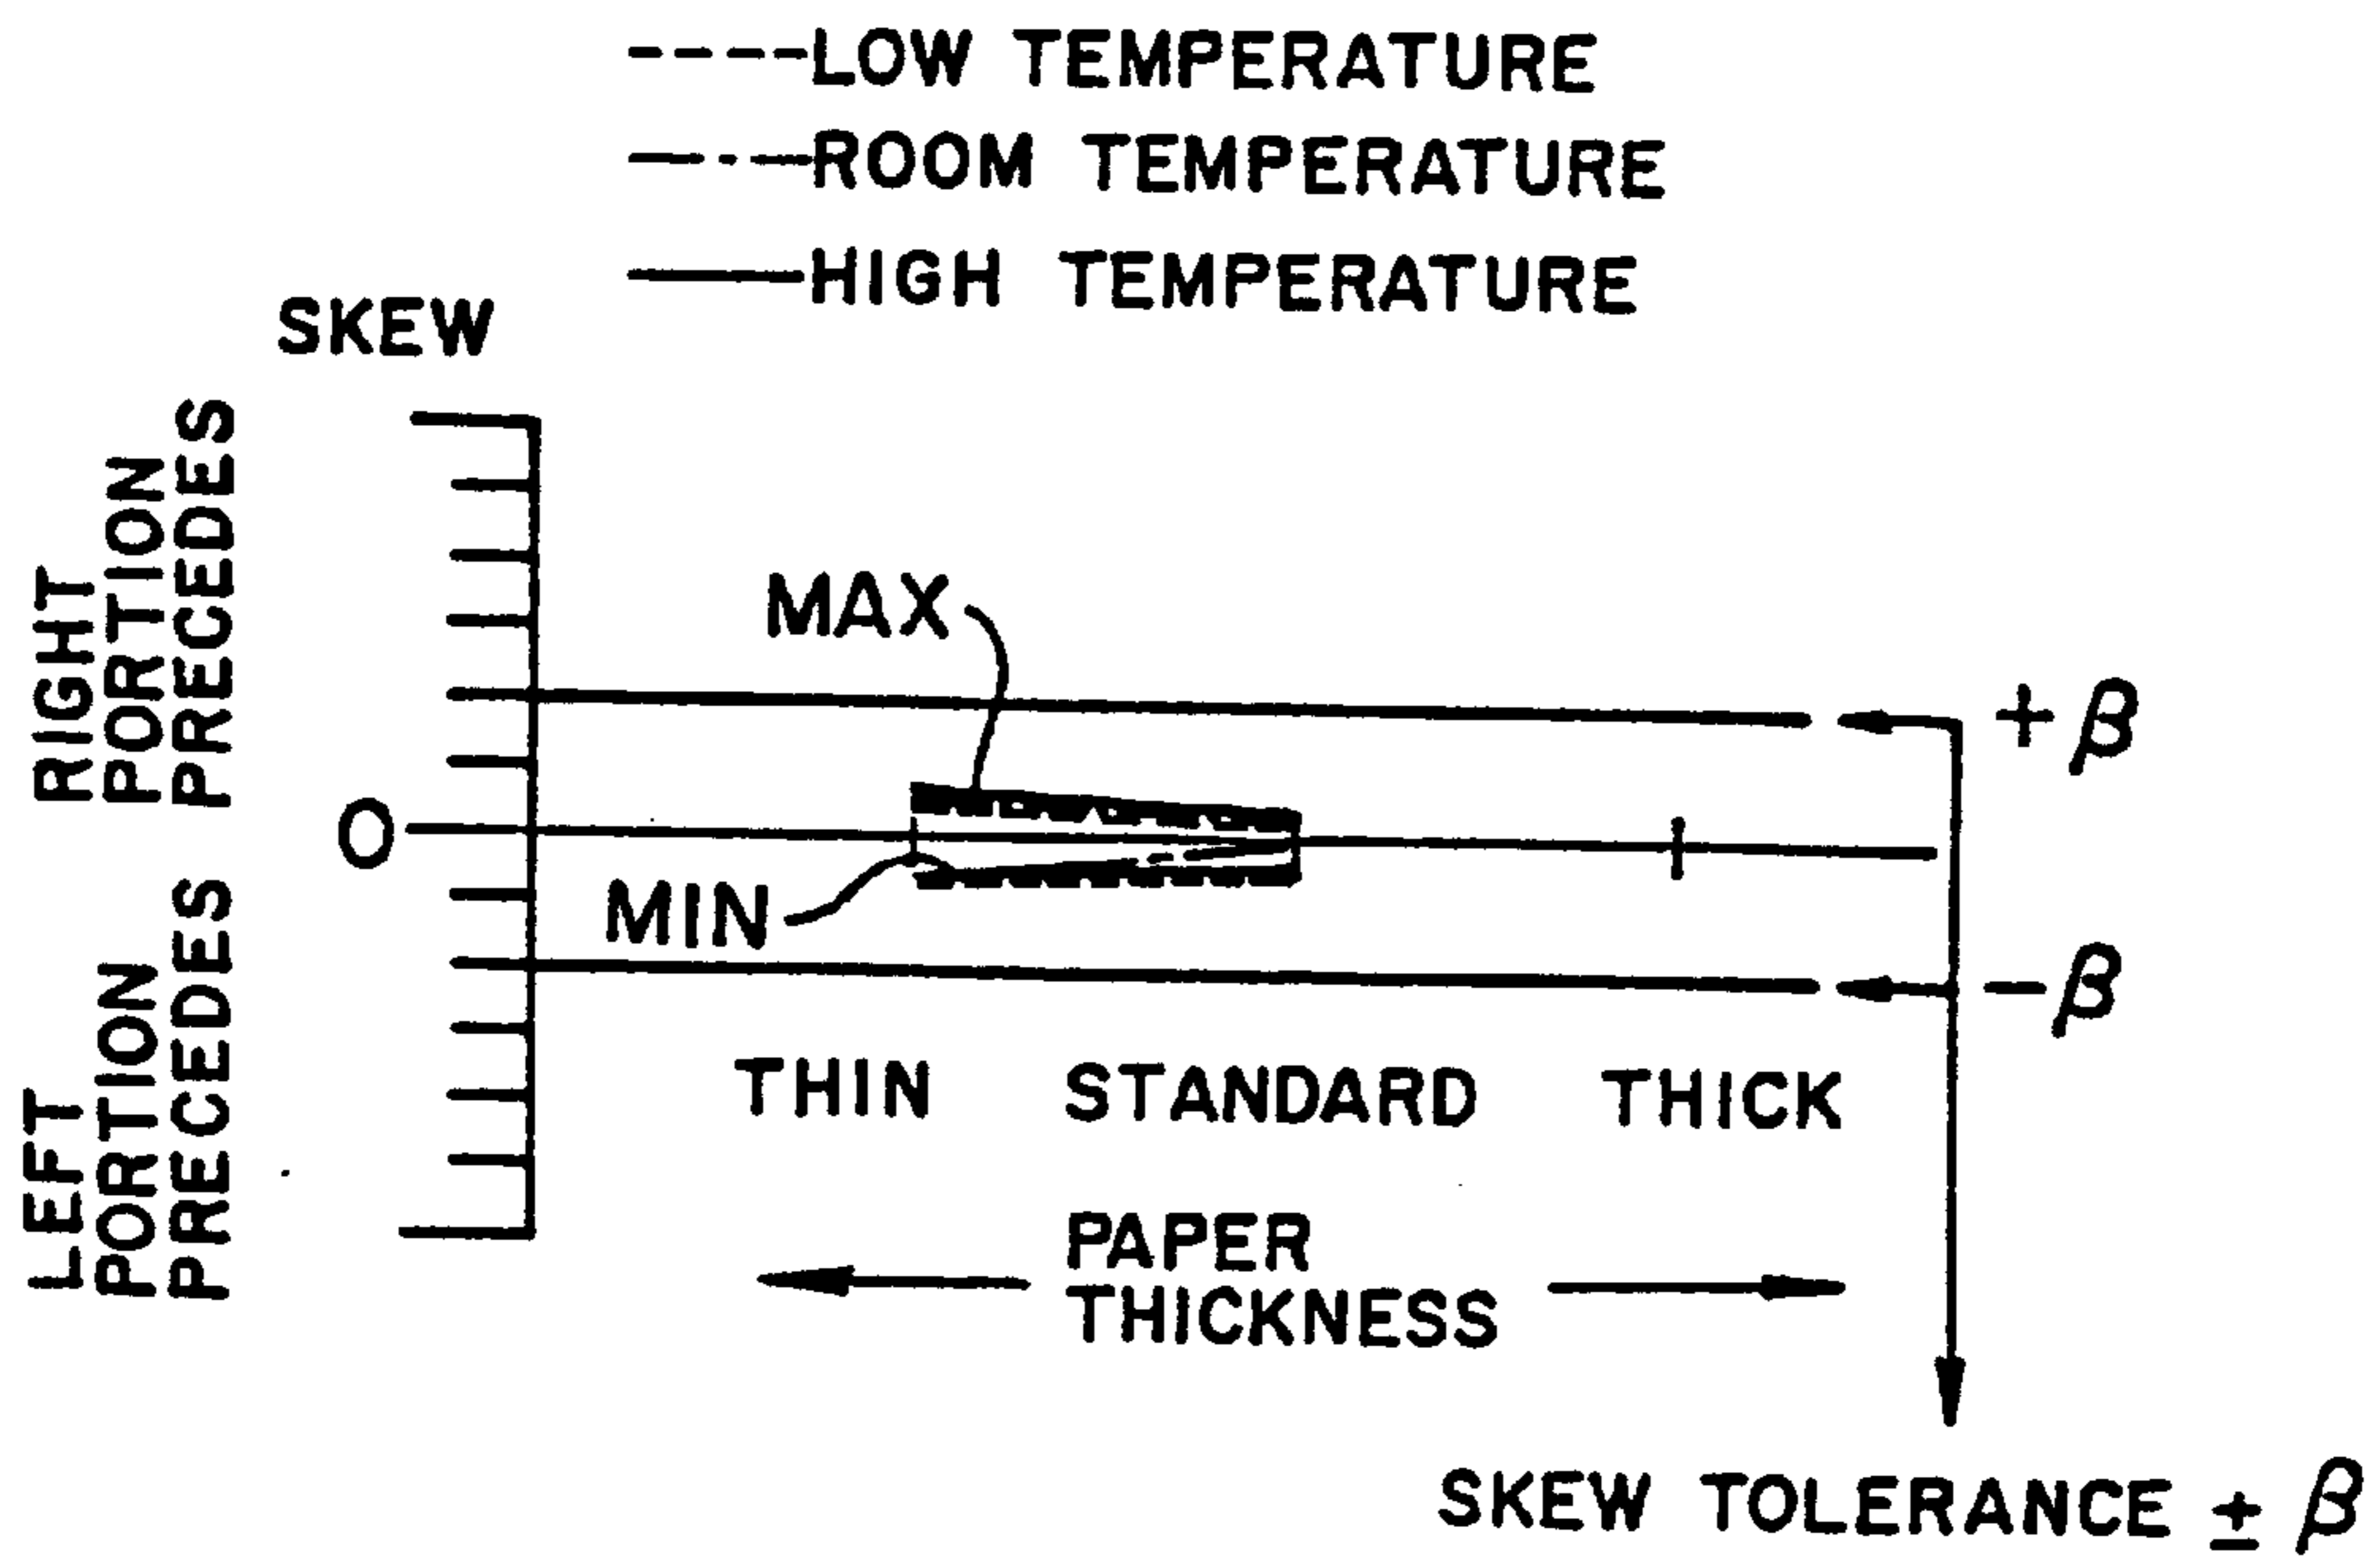 LOW TEMPERATURE
ROOM TEMPERATURE
HIGH TEMPERATURE
SKEW
RIGHT
PORTION
PRECEDES
MAX
+β
0
MIN
-β
LEFT
PORTION
PRECEDES
THIN STANDARD THICK
PAPER
THICKNESS
SKEW TOLERANCE ± β